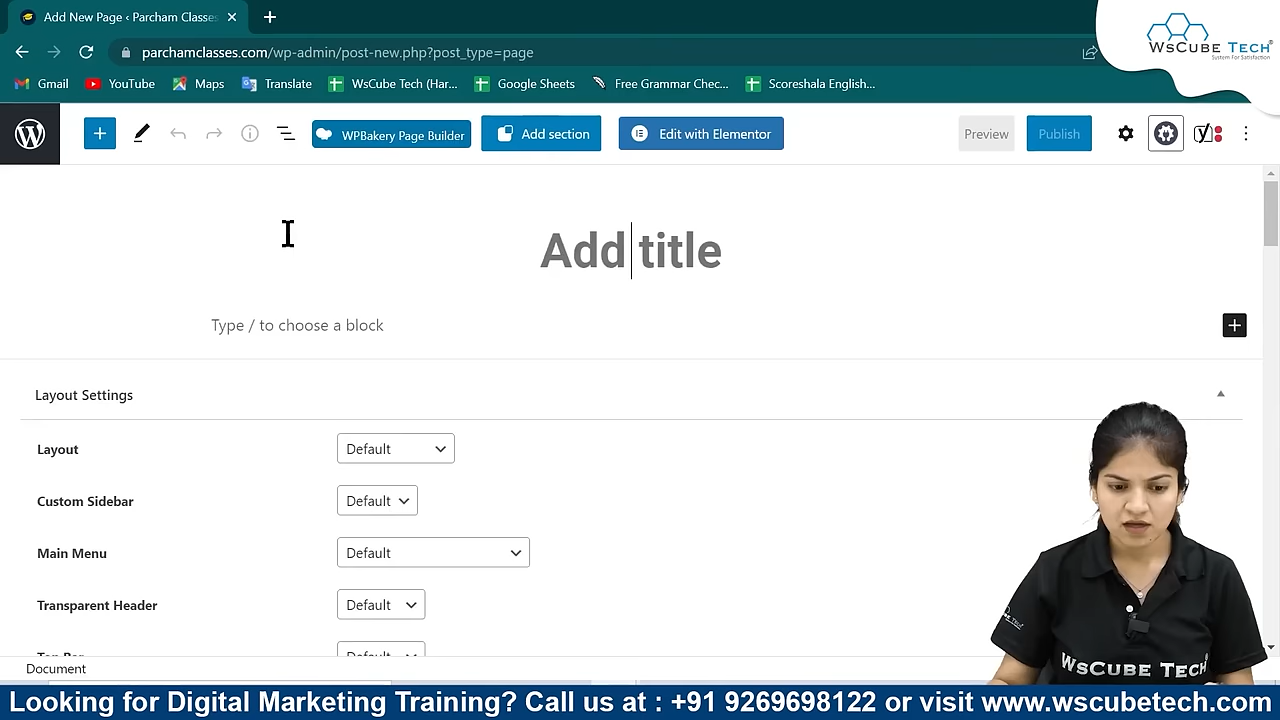 Add New Page ‹ Parcham Classes
parchamclasses.com/wp-admin/post-new.php?post_type=page
WsCube Tech
System For Satisfaction
Gmail YouTube Maps Translate WsCube Tech (Har... Google Sheets Free Grammar Chec... Scoreshala English...
WPBakery Page Builder Add section Edit with Elementor Preview Publish
Add title
Type / to choose a block
Layout Settings
Layout Default
Custom Sidebar Default
Main Menu Default
Transparent Header Default
Document
WsCube Tech
Looking for Digital Marketing Training? Call us at : +91 9269698122 or visit www.wscubetech.com